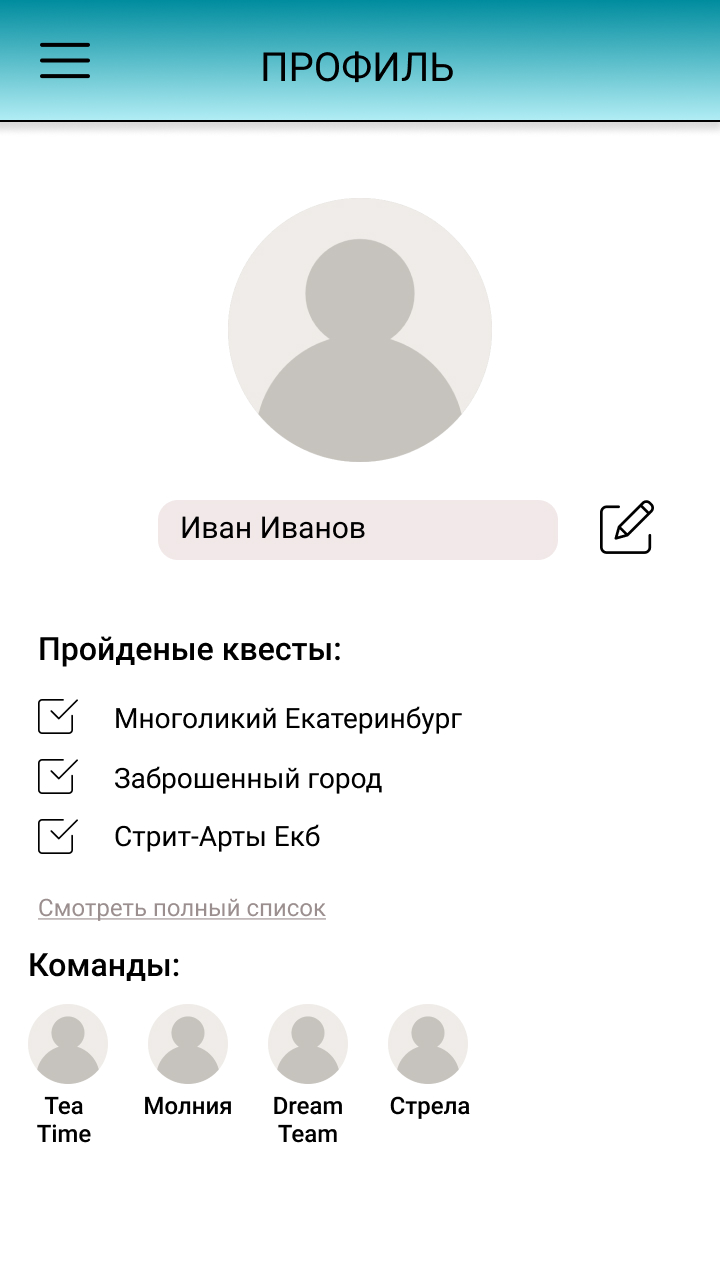 ПРОФИЛЬ
Иван Иванов
Пройденые квесты:
Многоликий Екатеринбург
Заброшенный город
Стрит-Арты Екб
Смотреть полный список
Команды:
Tea Time
Молния
Dream Team
Стрела